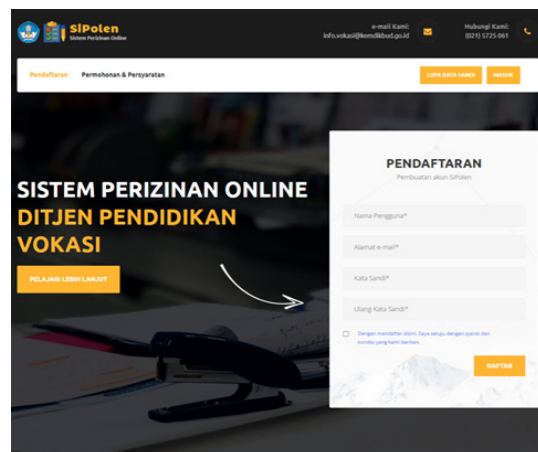 SiPolen
Sistem Perizinan Online
e-mail Kami:
info.vokasi@kemdikbud.go.id
Hubungi Kami:
(021) 5725 061
Pendaftaran
Permohonan & Persyaratan
LUPA KATA SANDI
MASUK
SISTEM PERIZINAN ONLINE
DITJEN PENDIDIKAN
VOKASI
PELAJARI LEBIH LANJUT
PENDAFTARAN
Pembuatan akun SiPolen
Nama Pengguna*
Alamat e-mail*
Kata Sandi*
Ulang Kata Sandi*
Dengan mendaftar disini. Saya setuju dengan syarat dan
kondisi yang kami berikan.
DAFTAR